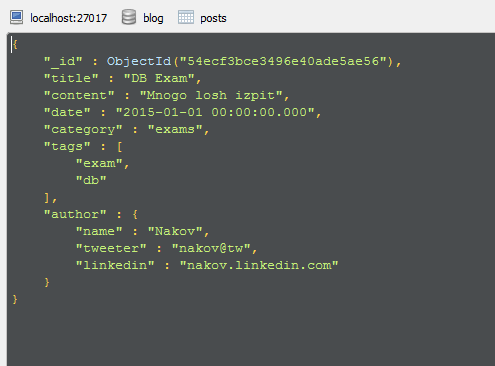 localhost:27017 blog posts
{
    "_id" : ObjectId("54ecf3bce3496e40ade5ae56"),
    "title" : "DB Exam",
    "content" : "Mnogo losh izpit",
    "date" : "2015-01-01 00:00:00.000",
    "category" : "exams",
    "tags" : [
        "exam",
        "db"
    ],
    "author" : {
        "name" : "Nakov",
        "tweeter" : "nakov@tw",
        "linkedin" : "nakov.linkedin.com"
    }
}